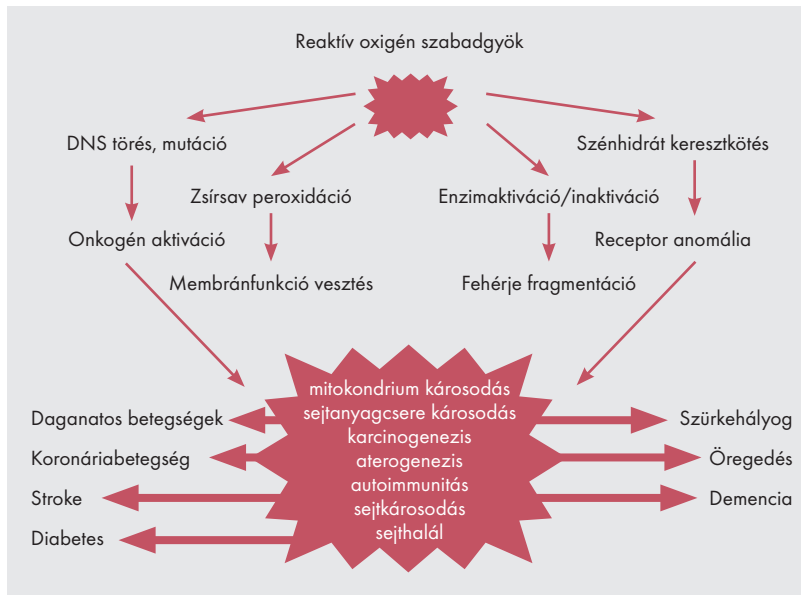 Reaktív oxigén szabadgyök
DNS törés, mutáció
Szénhidrát keresztkötés
Zsírsav peroxidáció
Enzimaktiváció/inaktiváció
Onkogén aktiváció
Receptor anomália
Membránfunkció vesztés
Fehérje fragmentáció
mitokondrium károsodás
sejtanyagcsere károsodás
karcinogenezis
aterogenezis
autoimmunitás
sejtkárosodás
sejthalál
Daganatos betegségek
Koronáriabetegség
Stroke
Diabetes
Szürkehályog
Öregedés
Demencia